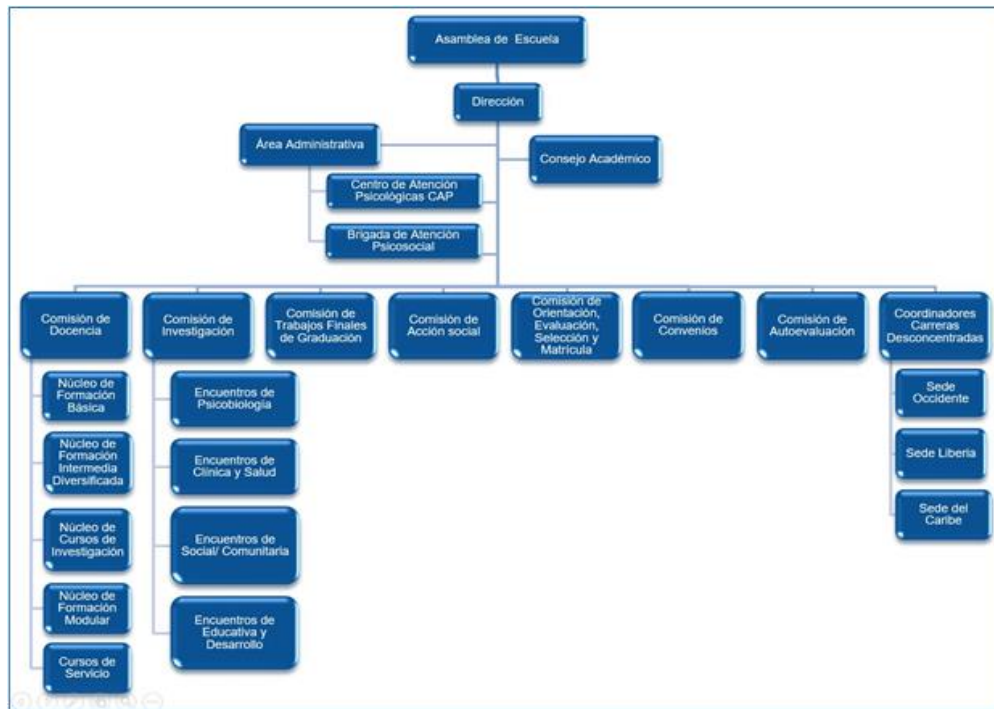 Asamblea de Escuela
Dirección
Área Administrativa
Consejo Académico
Centro de Atención
Psicológicas CAP
Brigada de Atención
Psicosocial
Comisión de
Docencia
Comisión de
Investigación
Comisión de
Trabajos Finales
de Graduación
Comisión de
Acción social
Comisión de
Orientación,
Evaluación,
Selección y
Matrícula
Comisión de
Convenios
Comisión de
Autoevaluación
Coordinadores
Carreras
Desconcentradas
Núcleo de
Formación
Básica
Núcleo de
Formación
Intermedia
Diversificada
Núcleo de
Cursos de
Investigación
Núcleo de
Formación
Modular
Cursos de
Servicio
Encuentros de
Psicobiología
Encuentros de
Clínica y Salud
Encuentros de
Social/ Comunitaria
Encuentros de
Educativa y
Desarrollo
Sede
Occidente
Sede Liberia
Sede del
Caribe